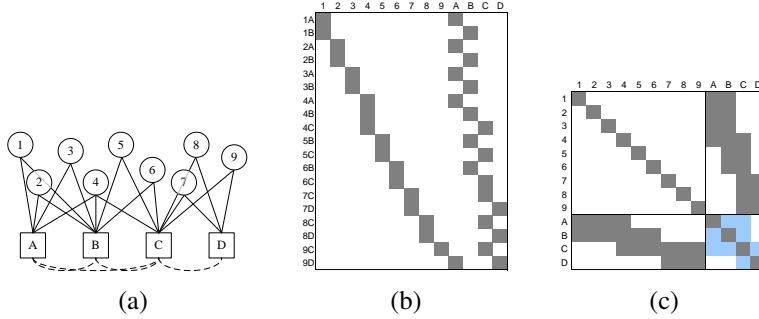 1 3 5 8 9
2 4 6 7
A B C D
(a)
1 2 3 4 5 6 7 8 9 A B C D
1A
1B
2A
2B
3A
3B
4A
4B
4C
5B
5C
6B
6C
7C
7D
8C
8D
9C
9D
(b)
1 2 3 4 5 6 7 8 9 A B C D
1
2
3
4
5
6
7
8
9
A
B
C
D
(c)